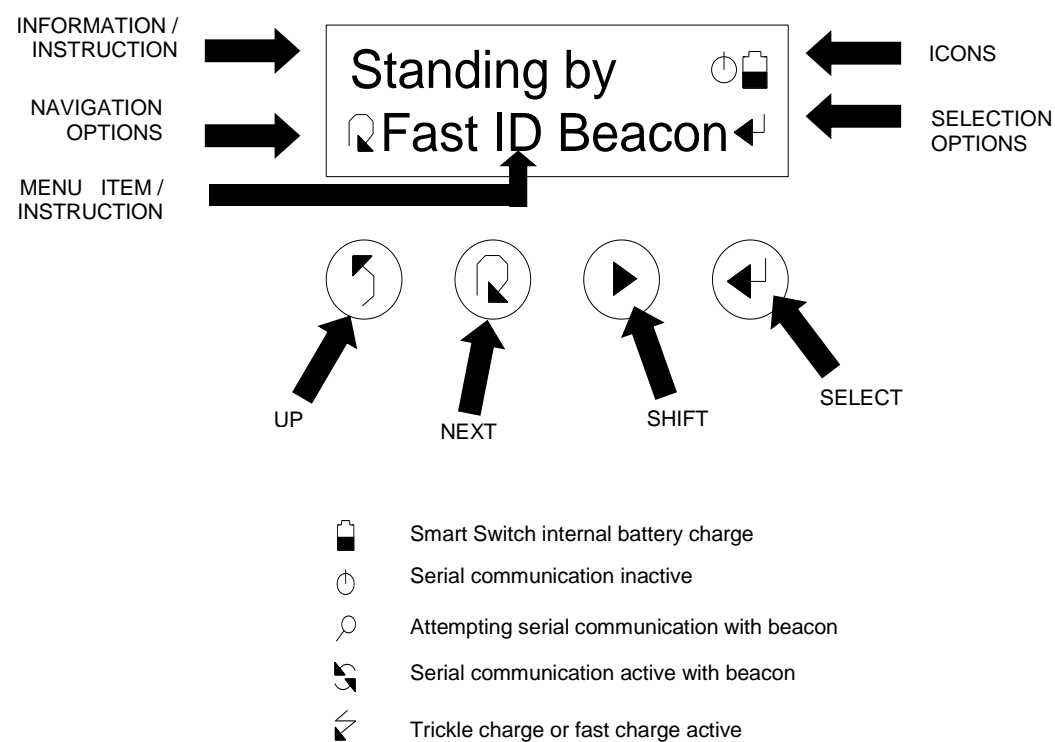 INFORMATION /
INSTRUCTION
ICONS
Standing by
NAVIGATION
OPTIONS
Fast ID Beacon
SELECTION
OPTIONS
MENU ITEM /
INSTRUCTION
UP
NEXT
SHIFT
SELECT
Smart Switch internal battery charge
Serial communication inactive
Attempting serial communication with beacon
Serial communication active with beacon
Trickle charge or fast charge active